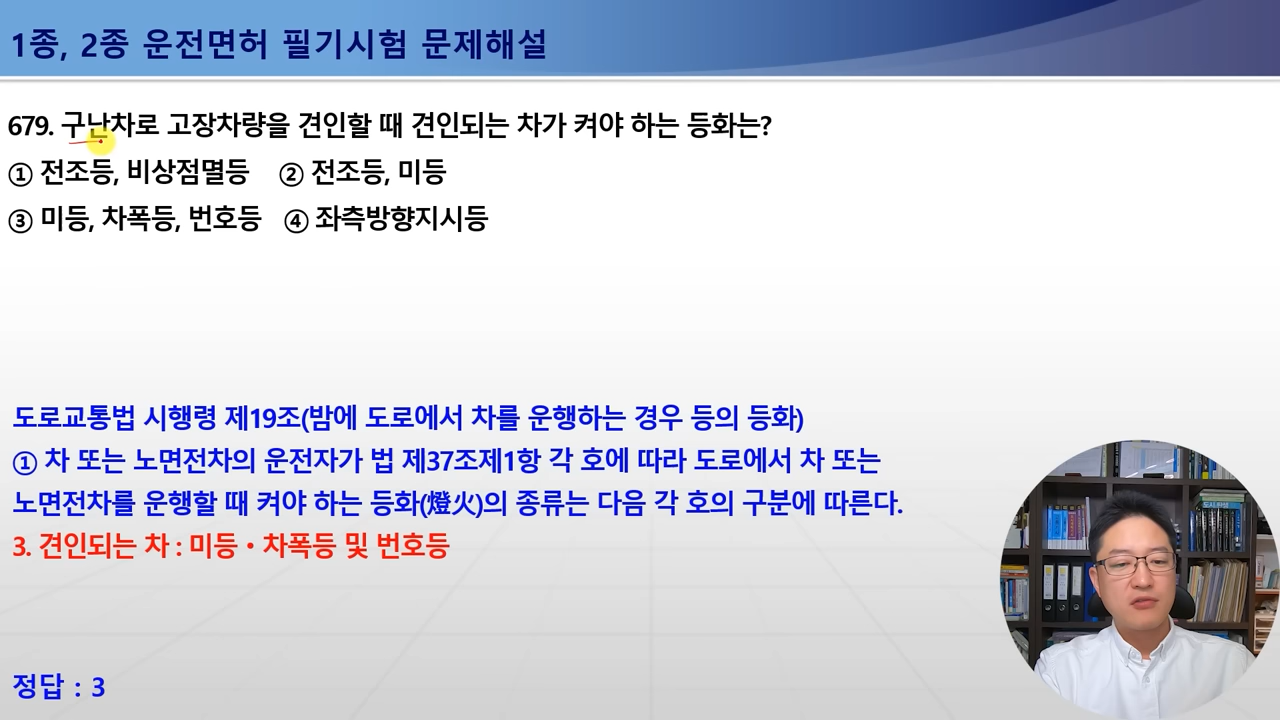 1종, 2종 운전면허 필기시험 문제해설
679. 구난차로 고장차량을 견인할 때 견인되는 차가 켜야 하는 등화는?
① 전조등, 비상점멸등 ② 전조등, 미등
③ 미등, 차폭등, 번호등 ④ 좌측방향지시등
도로교통법 시행령 제19조(밤에 도로에서 차를 운행하는 경우 등의 등화)
① 차 또는 노면전차의 운전자가 법 제37조제1항 각 호에 따라 도로에서 차 또는
노면전차를 운행할 때 켜야 하는 등화(燈火)의 종류는 다음 각 호의 구분에 따른다.
3. 견인되는 차 : 미등・차폭등 및 번호등
정답 : 3